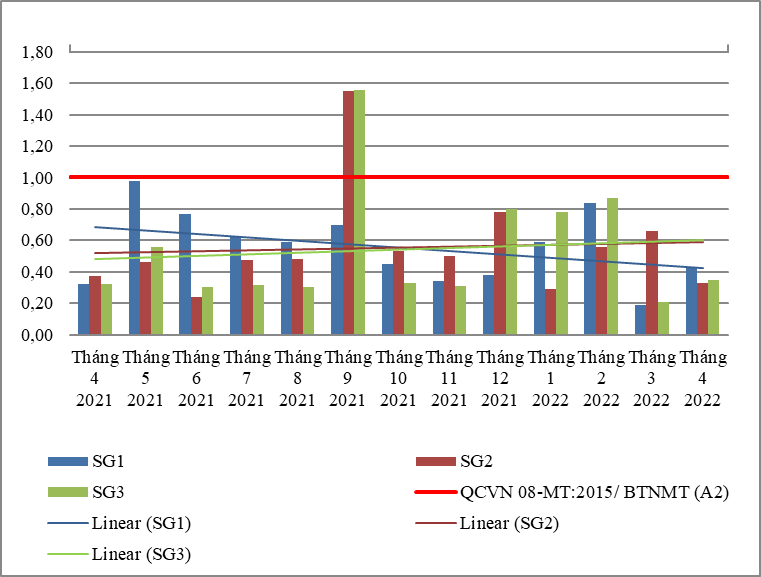 1,80
1,60
1,40
1,20
1,00
0,80
0,60
0,40
0,20
0,00
Tháng Tháng Tháng Tháng Tháng Tháng Tháng Tháng Tháng Tháng Tháng Tháng Tháng
4 5 6 7 8 9 10 11 12 1 2 3 4
2021 2021 2021 2021 2021 2021 2021 2021 2021 2022 2022 2022 2022
SG1 SG2
SG3 QCVN 08-MT:2015/ BTNMT (A2)
Linear (SG1) Linear (SG2)
Linear (SG3)